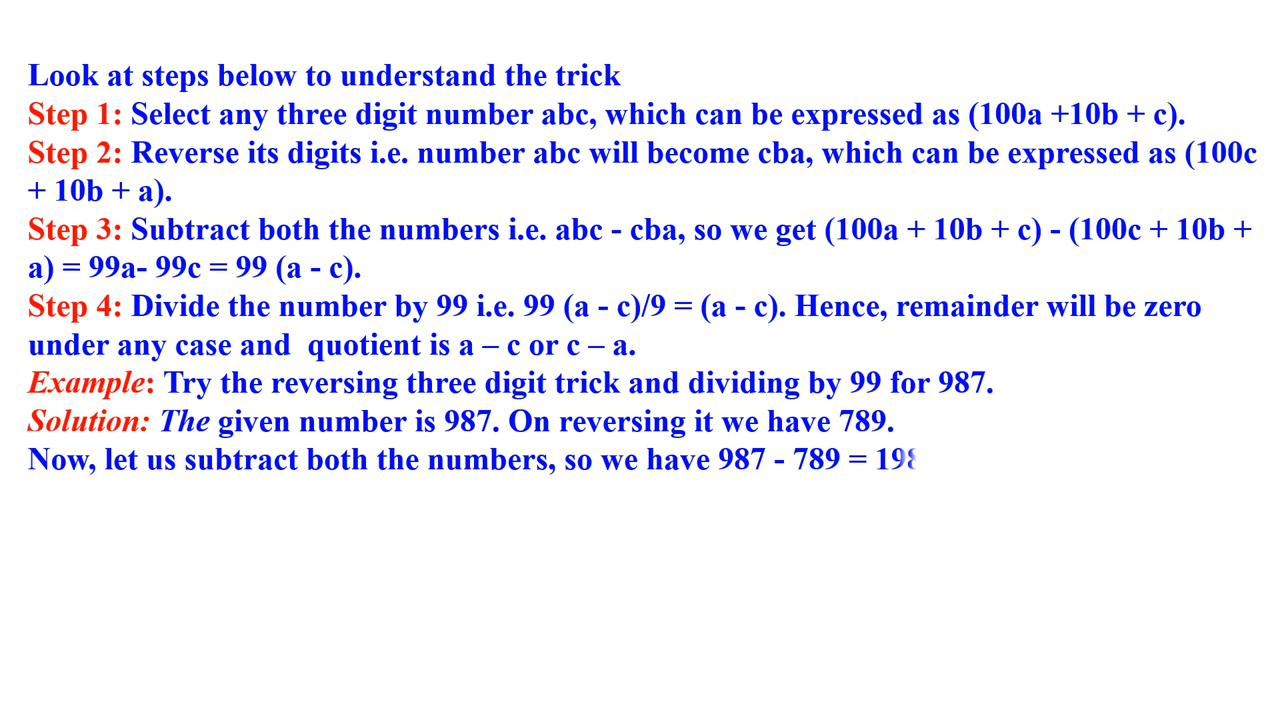 Look at steps below to understand the trick
Step 1: Select any three digit number abc, which can be expressed as (100a +10b + c).
Step 2: Reverse its digits i.e. number abc will become cba, which can be expressed as (100c
+ 10b + a).
Step 3: Subtract both the numbers i.e. abc - cba, so we get (100a + 10b + c) - (100c + 10b +
a) = 99a- 99c = 99 (a - c).
Step 4: Divide the number by 99 i.e. 99 (a - c)/9 = (a - c). Hence, remainder will be zero
under any case and  quotient is a – c or c – a.
Example: Try the reversing three digit trick and dividing by 99 for 987.
Solution: The given number is 987. On reversing it we have 789.
Now, let us subtract both the numbers, so we have 987 - 789 = 198